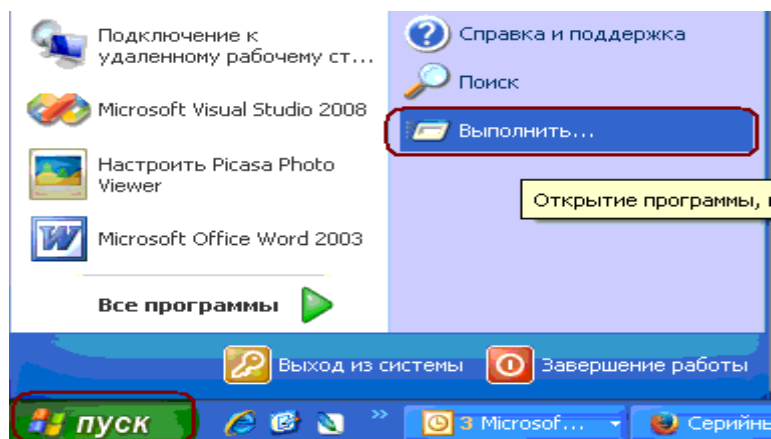 Подключение к
удаленному рабочему ст...
Microsoft Visual Studio 2008
Настроить Picasa Photo
Viewer
Microsoft Office Word 2003
Все программы
Справка и поддержка
Поиск
Выполнить...
Открытие программы,
Выход из системы
Завершение работы
пуск
3 Microsof...